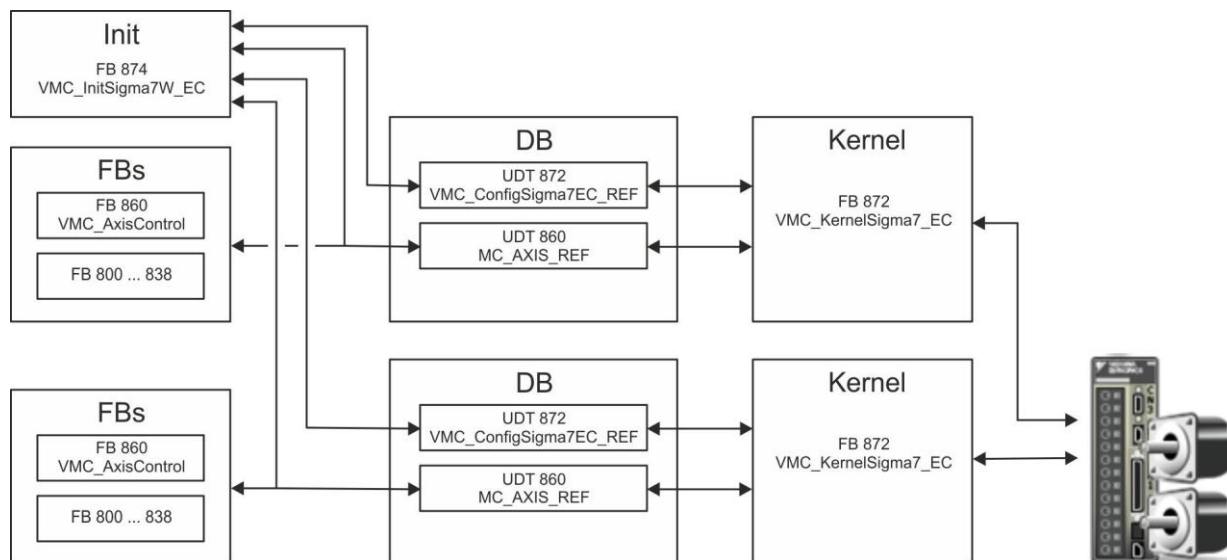 Init
FB 874
VMC_InitSigma7W_EC
FBs
FB 860
VMC_AxisControl
FB 800 ... 838
DB
UDT 872
VMC_ConfigSigma7EC_REF
UDT 860
MC_AXIS_REF
Kernel
FB 872
VMC_KernelSigma7_EC
FBs
FB 860
VMC_AxisControl
FB 800 ... 838
DB
UDT 872
VMC_ConfigSigma7EC_REF
UDT 860
MC_AXIS_REF
Kernel
FB 872
VMC_KernelSigma7_EC